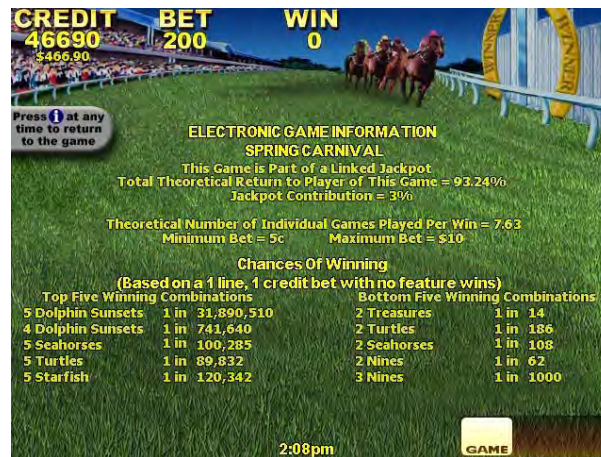 CREDIT BET WIN
46690 200 0
$466.90
WINNER WINNER
Press i at any
time to return
to the game
ELECTRONIC GAME INFORMATION
SPRING CARNIVAL
This Game is Part of a Linked Jackpot
Total Theoretical Return to Player of This Game = 93.24%
Jackpot Contribution = 3%
Theoretical Number of Individual Games Played Per Win = 7.63
Minimum Bet = 5c Maximum Bet = $10
Chances Of Winning
(Based on a 1 line, 1 credit bet with no feature wins)
Top Five Winning Combinations Bottom Five Winning Combinations
5 Dolphin Sunsets 1 in 31,890,510 2 Treasures 1 in 14
4 Dolphin Sunsets 1 in 741,640 2 Turtles 1 in 186
5 Seahorses 1 in 100,285 2 Seahorses 1 in 108
5 Turtles 1 in 89,832 2 Nines 1 in 62
5 Starfish 1 in 120,342 3 Nines 1 in 1000
2:08pm GAME